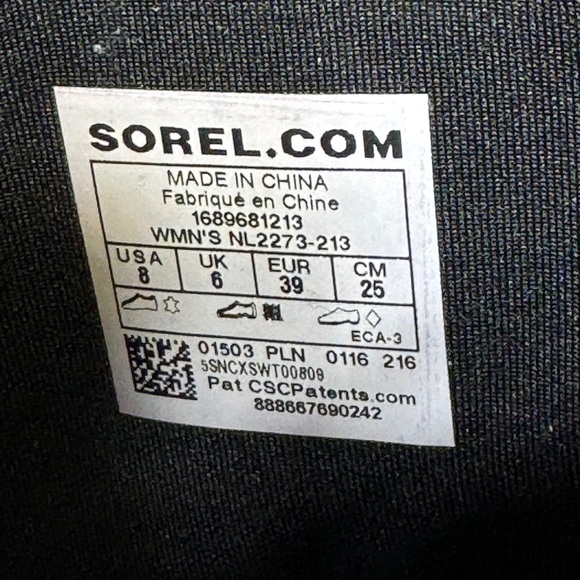 SOREL.COM
MADE IN CHINA
Fabriqué en Chine
1689681213
WMN'S NL2273-213
USA UK EUR CM
8 6 39 25
ECA-3
01503 PLN 0116 216
5SNCXSWT00809
Pat CSCPatents.com
888667690242